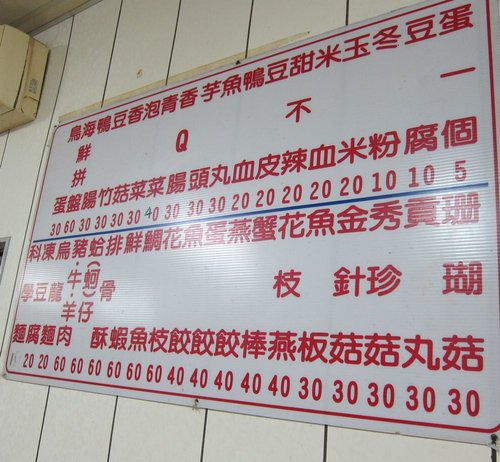 蛋一個 5
豆腐 10
冬粉 10
玉米 10
米血 20
甜不辣 20
豆皮 20
鴨血 20
魚丸 20
芋頭 30
香Q腸 30
青菜 30
泡菜 40
香菇 30
豆竹 30
鴨腸 30
海鮮拼盤 60
鳥蛋 30
珊瑚菇 30
貢丸 30
秀珍菇 30
金針菇 30
魚板 30
花枝燕 40
蟹棒 40
燕餃 40
蛋餃 40
魚餃 40
花枝 60
鯛魚 60
鮮蝦 60
排骨酥 60
蛤(蚵)仔 60
豬·牛·羊肉 60
烏龍麵 60
凍豆腐 20
科學麵 20